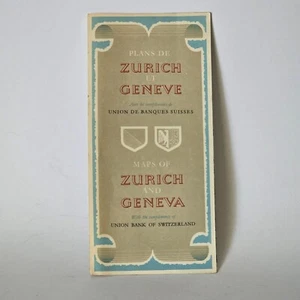 PLANS DE
ZURICH
ET
GENEVE
UNION DE BANQUES SUISSES
MAPS OF
ZURICH
AND
GENEVA
With the compliments of
UNION BANK OF SWITZERLAND